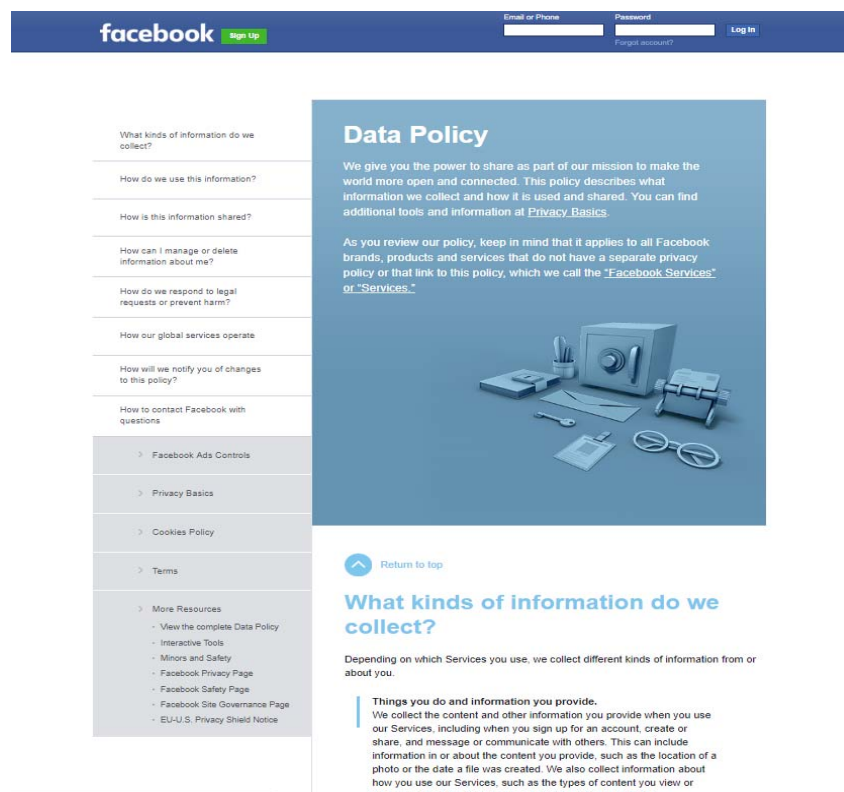 facebook
Sign Up
Email or Phone
Password
Log In
Forgot account?
What kinds of information do we
collect?
How do we use this information?
How is this information shared?
How can I manage or delete
information about me?
How do we respond to legal
requests or prevent harm?
How our global services operate
How will we notify you of changes
to this policy?
How to contact Facebook with
questions
Facebook Ads Controls
Privacy Basics
Cookies Policy
Terms
More Resources
- View the complete Data Policy
- Interactive Tools
- Minors and Safety
- Facebook Privacy Page
- Facebook Safety Page
- Facebook Site Governance Page
- EU-U.S. Privacy Shield Notice
Data Policy
We give you the power to share as part of our mission to make the
world more open and connected. This policy describes what
information we collect and how it is used and shared. You can find
additional tools and information at Privacy Basics.
As you review our policy, keep in mind that it applies to all Facebook
brands, products and services that do not have a separate privacy
policy or that link to this policy, which we call the "Facebook Services"
or "Services."
Return to top
What kinds of information do we
collect?
Depending on which Services you use, we collect different kinds of information from or
about you.
Things you do and information you provide.
We collect the content and other information you provide when you use
our Services, including when you sign up for an account, create or
share, and message or communicate with others. This can include
information in or about the content you provide, such as the location of a
photo or the date a file was created. We also collect information about
how you use our Services, such as the types of content you view or